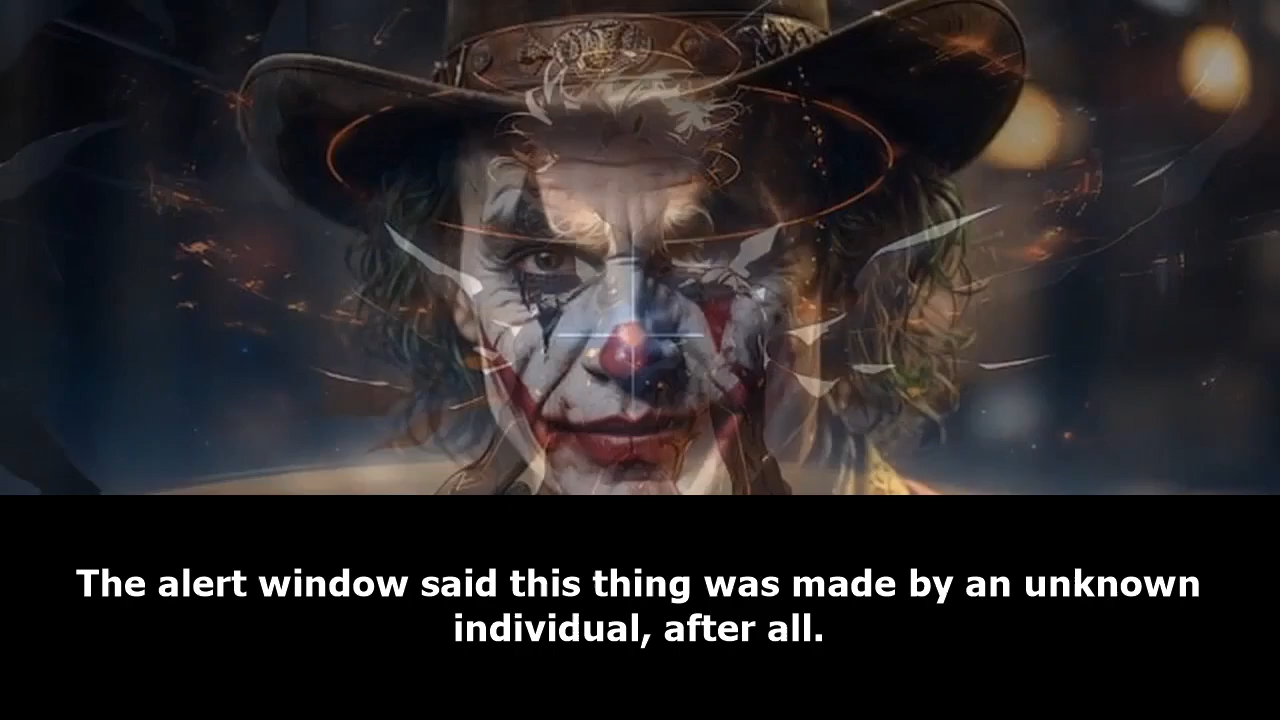 The alert window said this thing was made by an unknown
individual, after all.